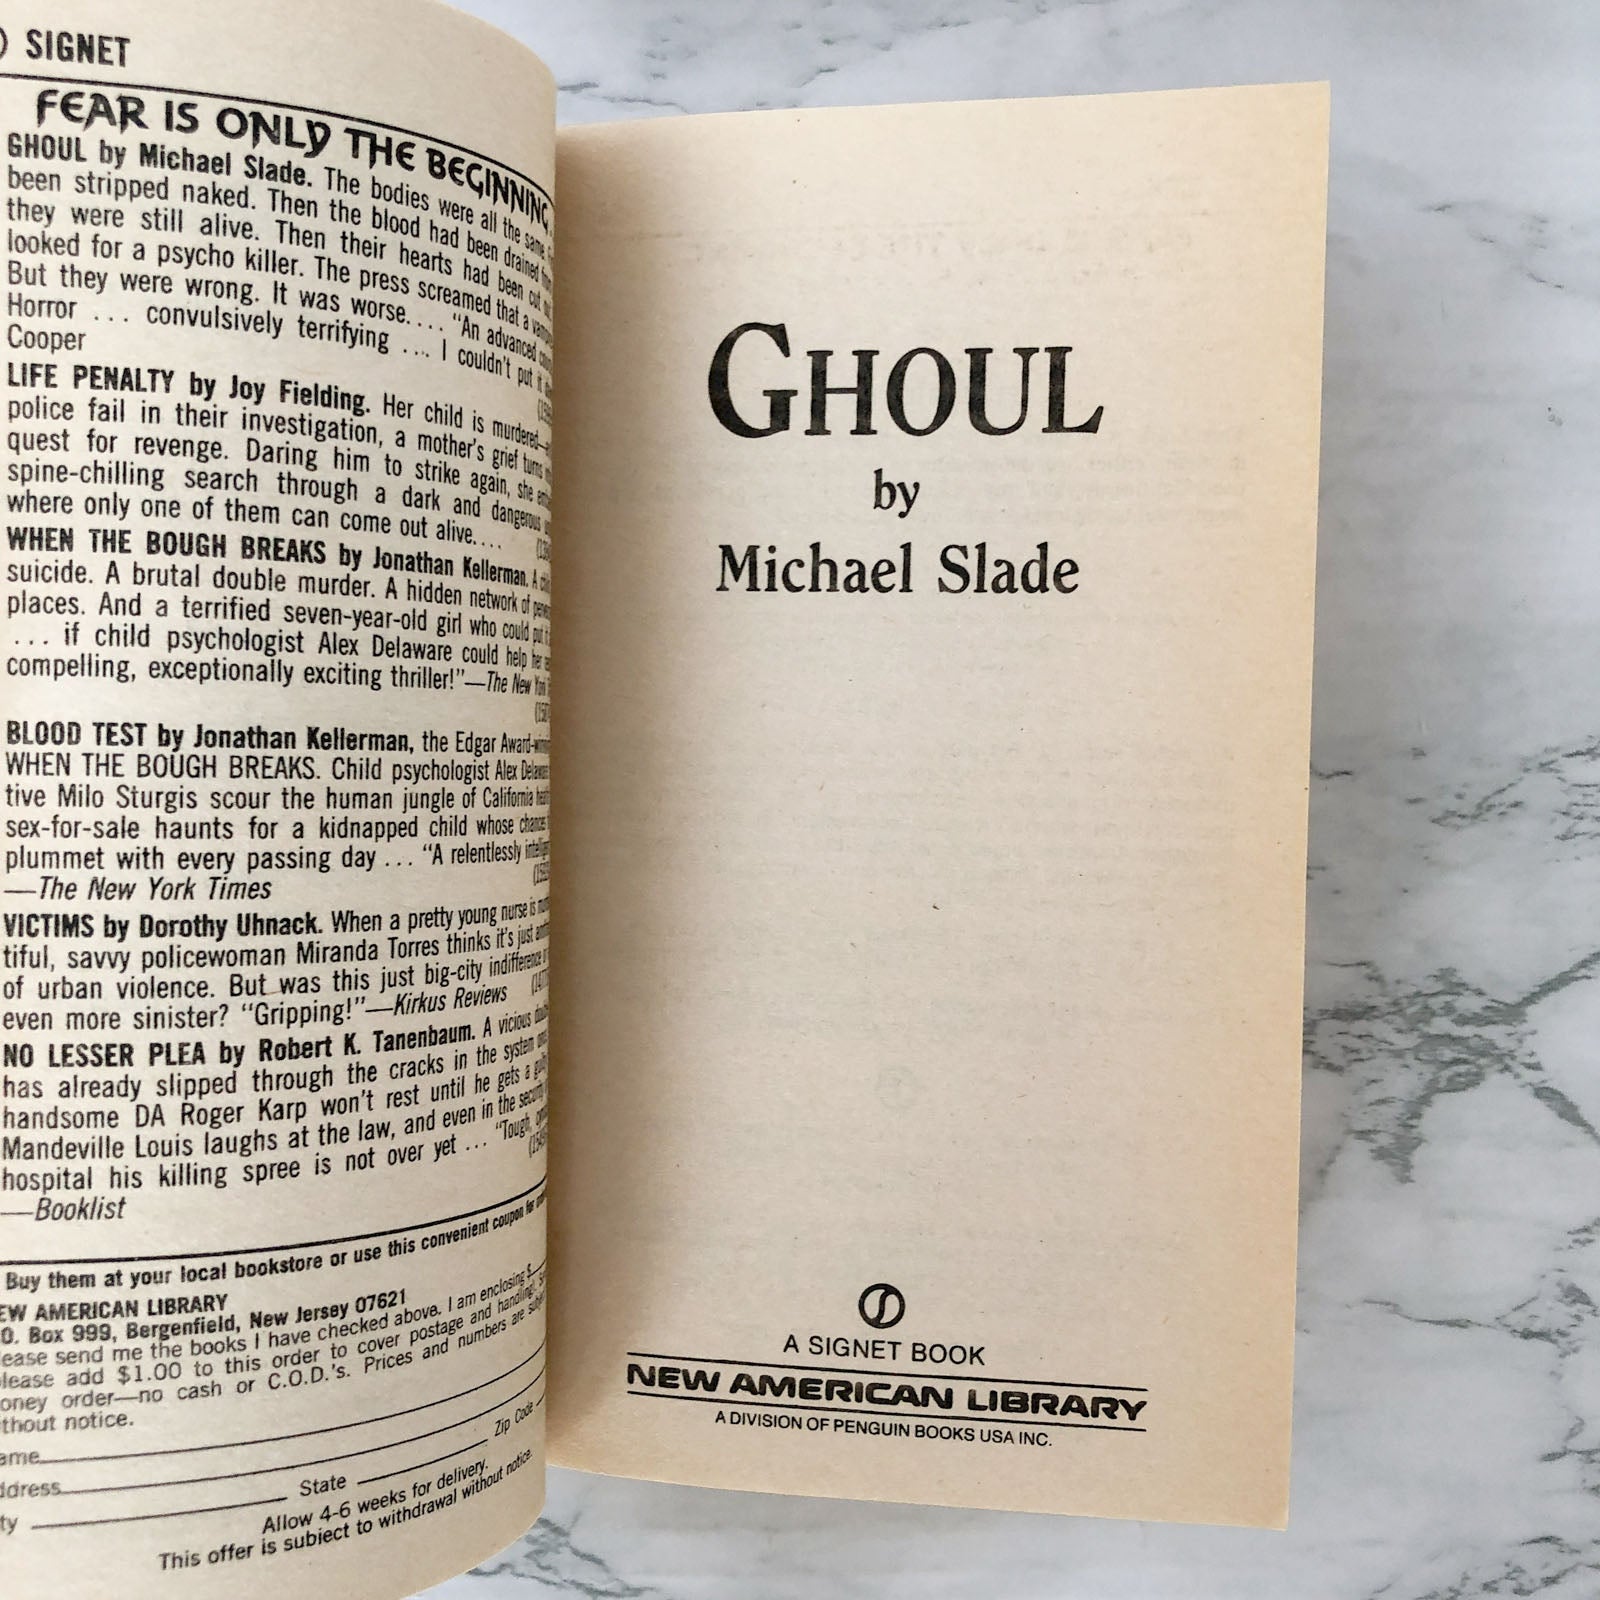 SIGNET
FEAR IS ONLY THE BEGINNING
GHOUL by Michael Slade. The bodies were all the same.
been stripped naked. Then the blood had been drained from
they were still alive. Then their hearts had been cut out
looked for a psycho killer. The press screamed that a
But they were wrong. It was worse.... "An advanced
Horror ... convulsively terrifying ... I couldn't put it
Cooper
LIFE PENALTY by Joy Fielding. Her child is murdered—
police fail in their investigation, a mother's grief turns
quest for revenge. Daring him to strike again, she
spine-chilling search through a dark and dangerous
where only one of them can come out alive....
WHEN THE BOUGH BREAKS by Jonathan Kellerman. A
suicide. A brutal double murder. A hidden network of
places. And a terrified seven-year-old girl who could put
... if child psychologist Alex Delaware could help her
compelling, exceptionally exciting thriller!"—The New York
BLOOD TEST by Jonathan Kellerman, the Edgar
WHEN THE BOUGH BREAKS. Child psychologist Alex
tive Milo Sturgis scour the human jungle of California
sex-for-sale haunts for a kidnapped child whose
plummet with every passing day ... "A relentlessly
—The New York Times
VICTIMS by Dorothy Uhnack. When a pretty young nurse is
tiful, savvy policewoman Miranda Torres thinks it's just
of urban violence. But was this just big-city indifference
even more sinister? "Gripping!"—Kirkus Reviews
NO LESSER PLEA by Robert K. Tanenbaum. A vicious
has already slipped through the cracks in the system
handsome DA Roger Karp won't rest until he gets a
Mandeville Louis laughs at the law, and even in the
hospital his killing spree is not over yet ... "Tough,
—Booklist
Buy them at your local bookstore or use this convenient coupon for
EW AMERICAN LIBRARY
O. Box 999, Bergenfield, New Jersey 07621
ease send me the books I have checked above. I am enclosing $
lease add $1.00 to this order to cover postage and handling).
oney order—no cash or C.O.D.'s. Prices and numbers are
thout notice.
ame
ddress
ty State Zip Code
Allow 4-6 weeks for delivery.
This offer is subject to withdrawal without notice.
GHOUL
by
Michael Slade
A SIGNET BOOK
NEW AMERICAN LIBRARY
A DIVISION OF PENGUIN BOOKS USA INC.